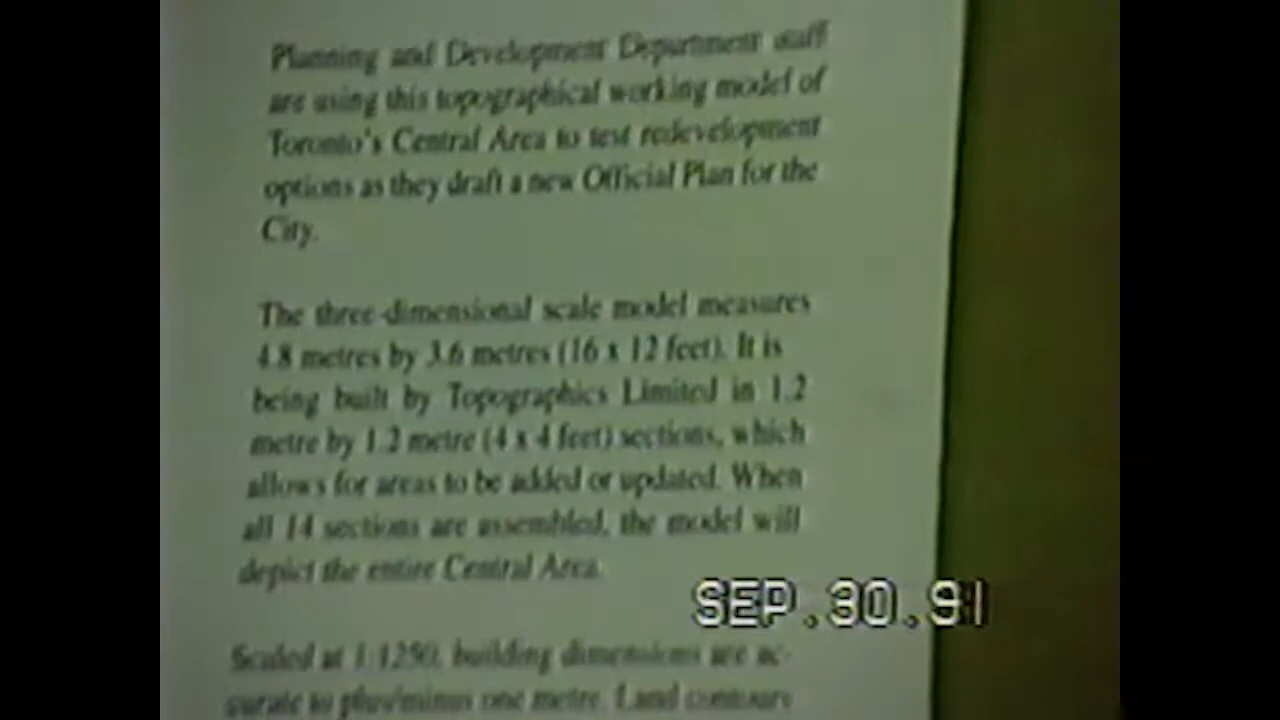 Planning and Development Department staff
are using this topographical working model of
Toronto's Central Area to test redevelopment
options as they draft a new Official Plan for the
City.
The three-dimensional scale model measures
4.8 metres by 3.6 metres (16 x 12 feet). It is
being built by Topographics Limited in 1.2
metre by 1.2 metre (4 x 4 feet) sections, which
allows for areas to be added or updated. When
all 14 sections are assembled, the model will
depict the entire Central Area.
Scaled at 1:1250, building dimensions are ac-
curate to plus/minus one metre. Land contours
SEP. 30. 91